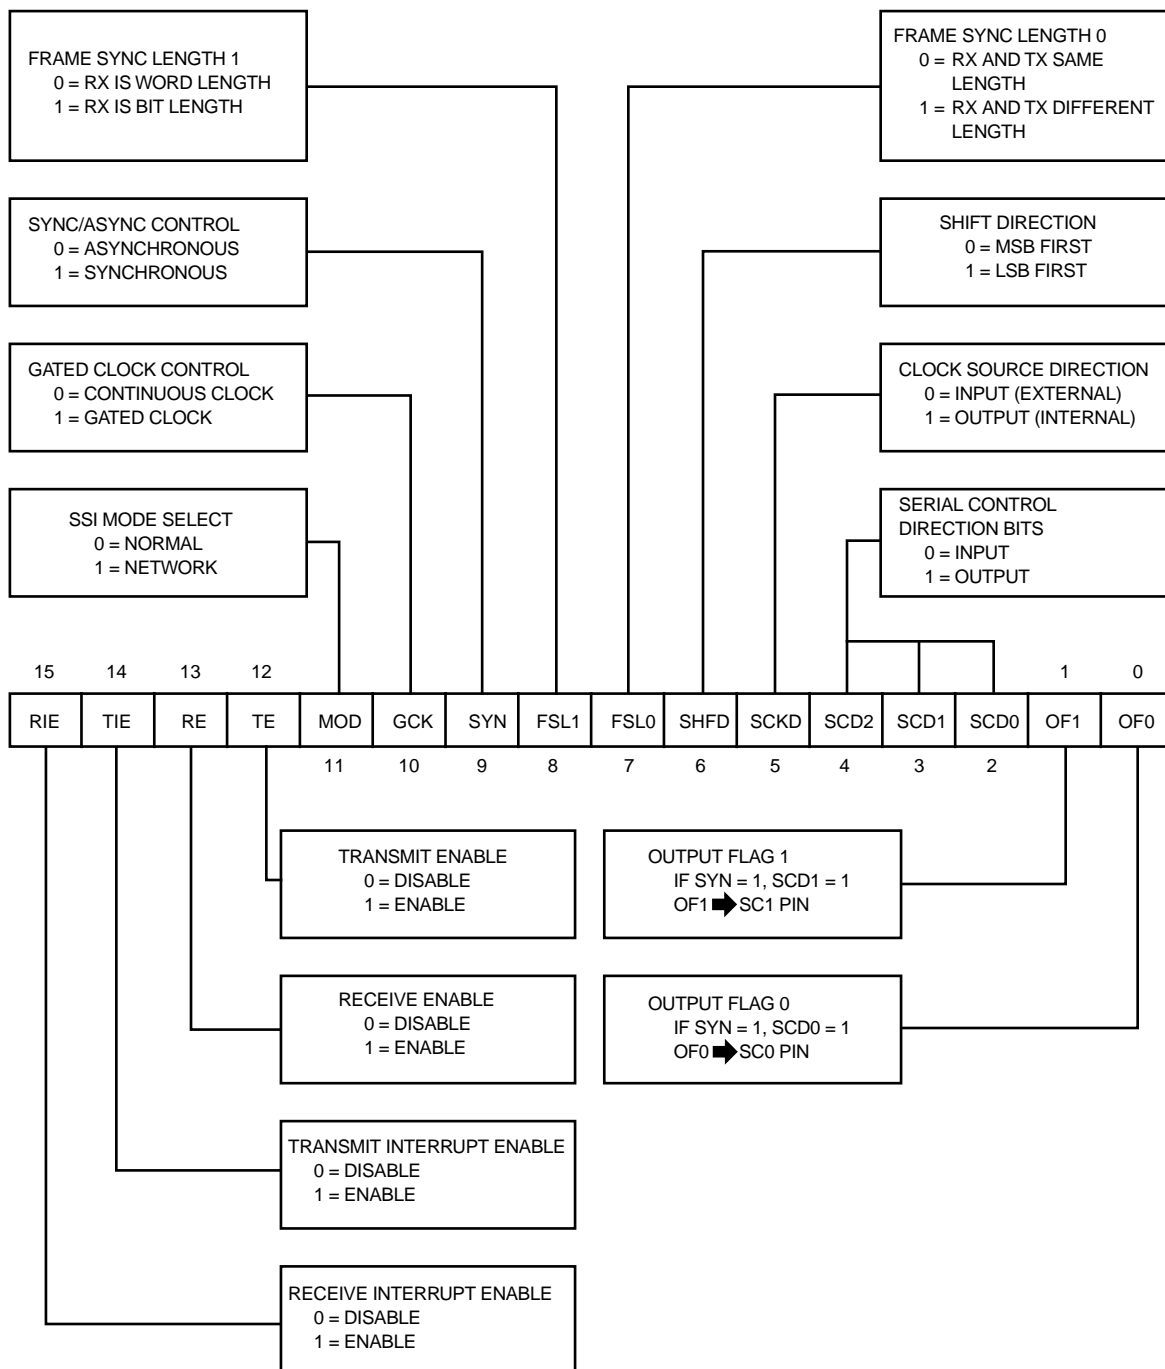 FRAME SYNC LENGTH 1
0 = RX IS WORD LENGTH
1 = RX IS BIT LENGTH
FRAME SYNC LENGTH 0
0 = RX AND TX SAME
LENGTH
1 = RX AND TX DIFFERENT
LENGTH
SYNC/ASYNC CONTROL
0 = ASYNCHRONOUS
1 = SYNCHRONOUS
SHIFT DIRECTION
0 = MSB FIRST
1 = LSB FIRST
GATED CLOCK CONTROL
0 = CONTINUOUS CLOCK
1 = GATED CLOCK
CLOCK SOURCE DIRECTION
0 = INPUT (EXTERNAL)
1 = OUTPUT (INTERNAL)
SSI MODE SELECT
0 = NORMAL
1 = NETWORK
SERIAL CONTROL
DIRECTION BITS
0 = INPUT
1 = OUTPUT
15 14 13 12 1 0
RIE TIE RE TE MOD GCK SYN FSL1 FSL0 SHFD SCKD SCD2 SCD1 SCD0 OF1 OF0
11 10 9 8 7 6 5 4 3 2
TRANSMIT ENABLE
0 = DISABLE
1 = ENABLE
OUTPUT FLAG 1
IF SYN = 1, SCD1 = 1
OF1 ➡ SC1 PIN
RECEIVE ENABLE
0 = DISABLE
1 = ENABLE
OUTPUT FLAG 0
IF SYN = 1, SCD0 = 1
OF0 ➡ SC0 PIN
TRANSMIT INTERRUPT ENABLE
0 = DISABLE
1 = ENABLE
RECEIVE INTERRUPT ENABLE
0 = DISABLE
1 = ENABLE